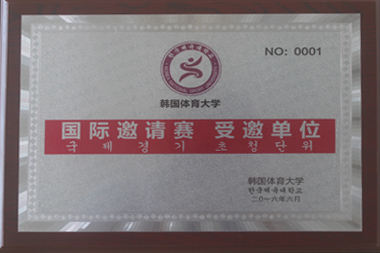 NO: 0001
韩国体育大学
国际邀请赛 受邀单位
국제경기 초청단위
韩国体育大学
한국체육대학교
二〇一六年六月